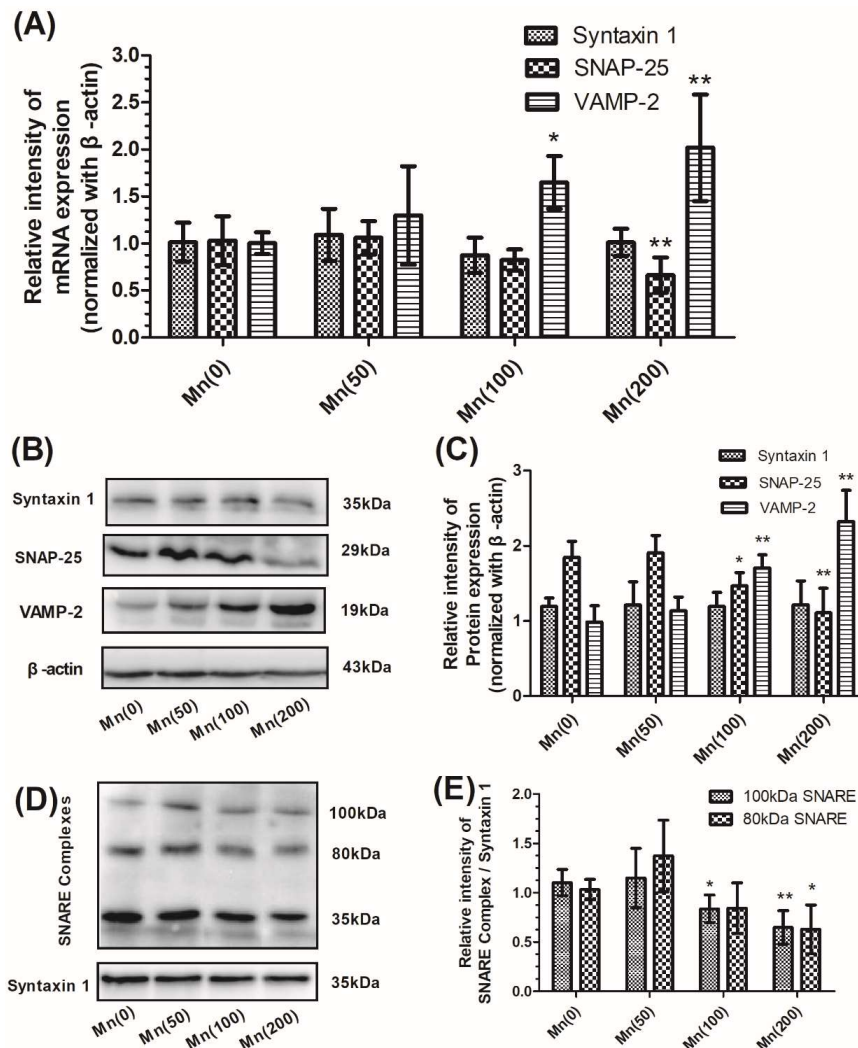 (A)
Syntaxin 1
SNAP-25
VAMP-2
Relative intensity of
mRNA expression
(normalized with β -actin)
3.0
2.5
2.0
1.5
1.0
0.5
0.0
*
**
**
Mn(0)
Mn(50)
Mn(100)
Mn(200)
(B)
Syntaxin 1
35kDa
SNAP-25
29kDa
VAMP-2
19kDa
β -actin
43kDa
Mn(0)
Mn(50)
Mn(100)
Mn(200)
(C)
Syntaxin 1
SNAP-25
VAMP-2
Relative intensity of
Protein expression
(normalized with β -actin)
3
2
1
0
*
**
**
**
Mn(0)
Mn(50)
Mn(100)
Mn(200)
(D)
SNARE Complexes
100kDa
80kDa
35kDa
Syntaxin 1
35kDa
Mn(0)
Mn(50)
Mn(100)
Mn(200)
(E)
100kDa SNARE
80kDa SNARE
Relative intensity of
SNARE Complex / Syntaxin 1
2.0
1.5
1.0
0.5
0.0
*
**
*
Mn(0)
Mn(50)
Mn(100)
Mn(200)